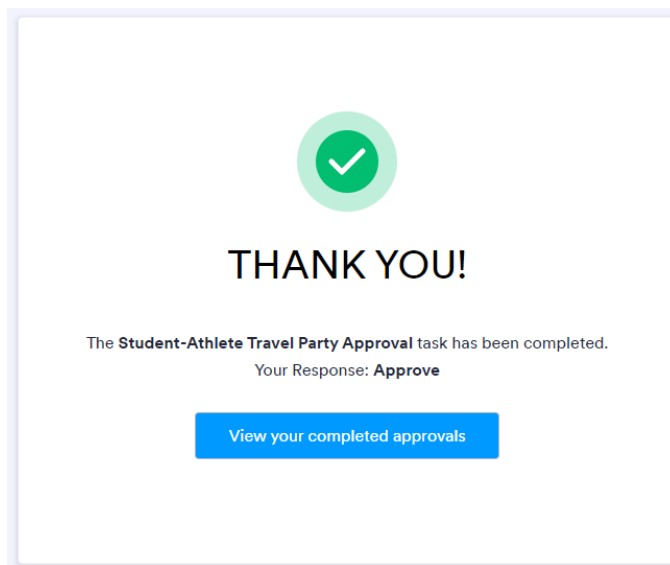 THANK YOU!
The Student-Athlete Travel Party Approval task has been completed.
Your Response: Approve
View your completed approvals